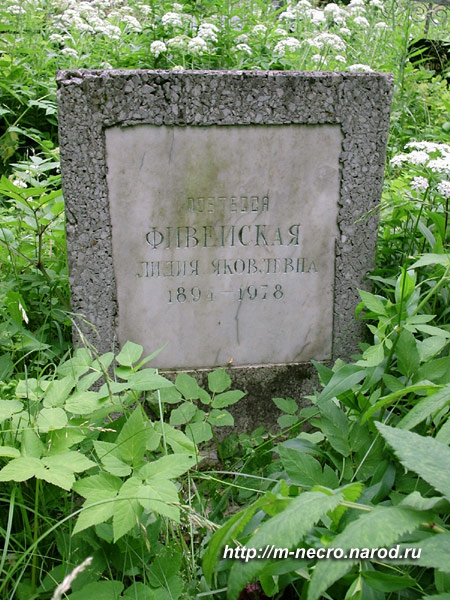 поэтесса
ФИВЕЙСКАЯ
ЛИДИЯ ЯКОВЛЕВНА
1894 - 1978
http://m-necro.narod.ru